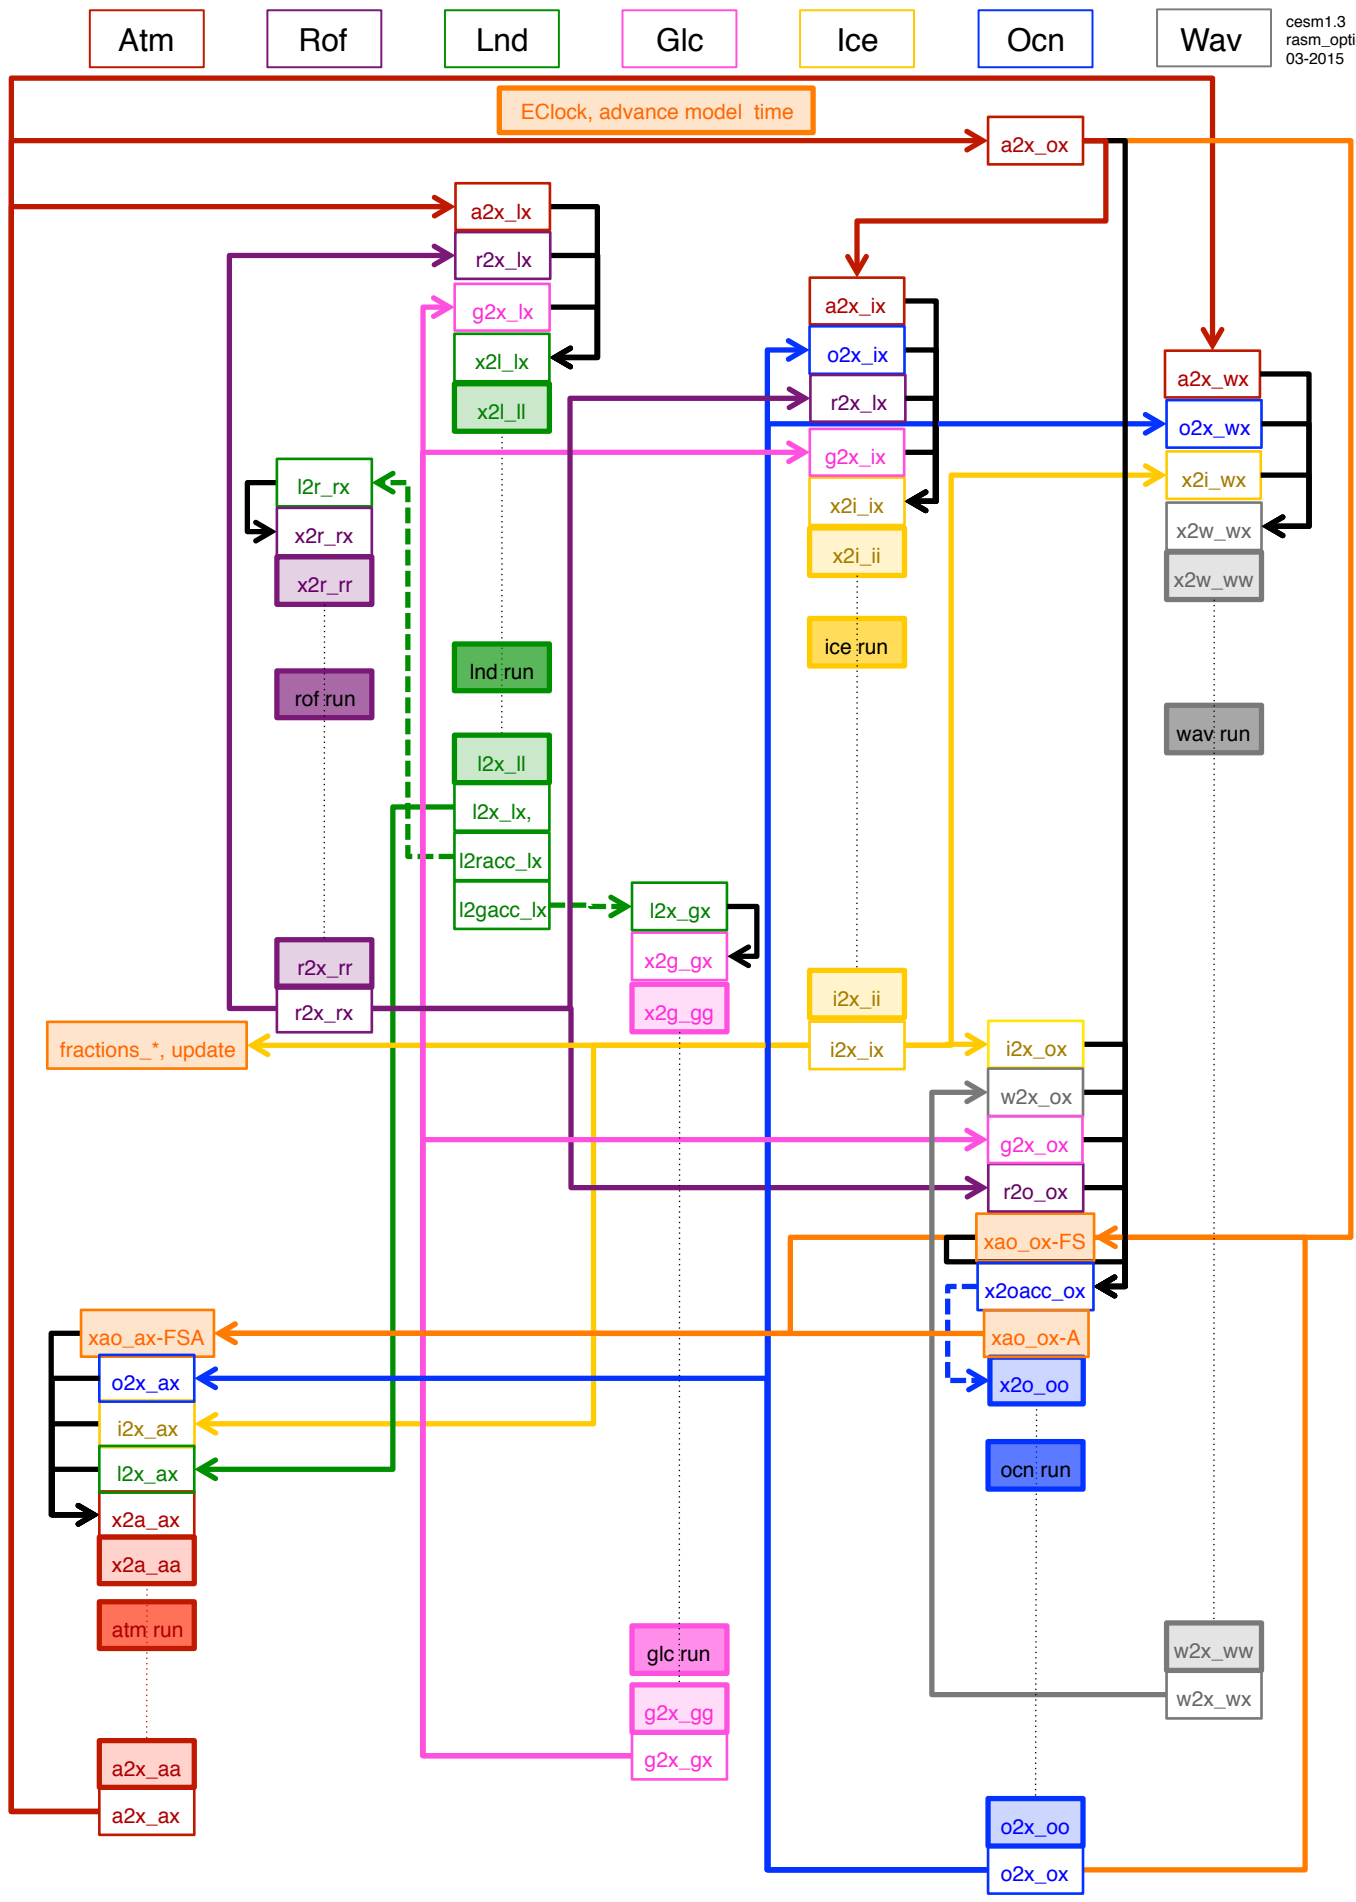 Atm Rof Lnd Glc Ice Ocn Wav
cesm1.3
rasm_opti
03-2015
EClock, advance model time
a2x_ox
a2x_lx
r2x_lx
g2x_lx
x2l_lx
x2l_ll
a2x_ix
o2x_ix
r2x_lx
g2x_ix
x2i_ix
x2i_ii
a2x_wx
o2x_wx
x2i_wx
x2w_wx
x2w_ww
l2r_rx
x2r_rx
x2r_rr
rof run
lnd run
ice run
wav run
l2x_ll
l2x_lx,
l2racc_lx
l2gacc_lx
l2x_gx
x2g_gx
x2g_gg
r2x_rr
r2x_rx
i2x_ii
i2x_ix
fractions_*, update
i2x_ox
w2x_ox
g2x_ox
r2o_ox
xao_ox-FS
x2oacc_ox
xao_ox-A
x2o_oo
ocn run
xao_ax-FSA
o2x_ax
i2x_ax
l2x_ax
x2a_ax
x2a_aa
atm run
glc run
g2x_gg
g2x_gx
w2x_ww
w2x_wx
a2x_aa
a2x_ax
o2x_oo
o2x_ox